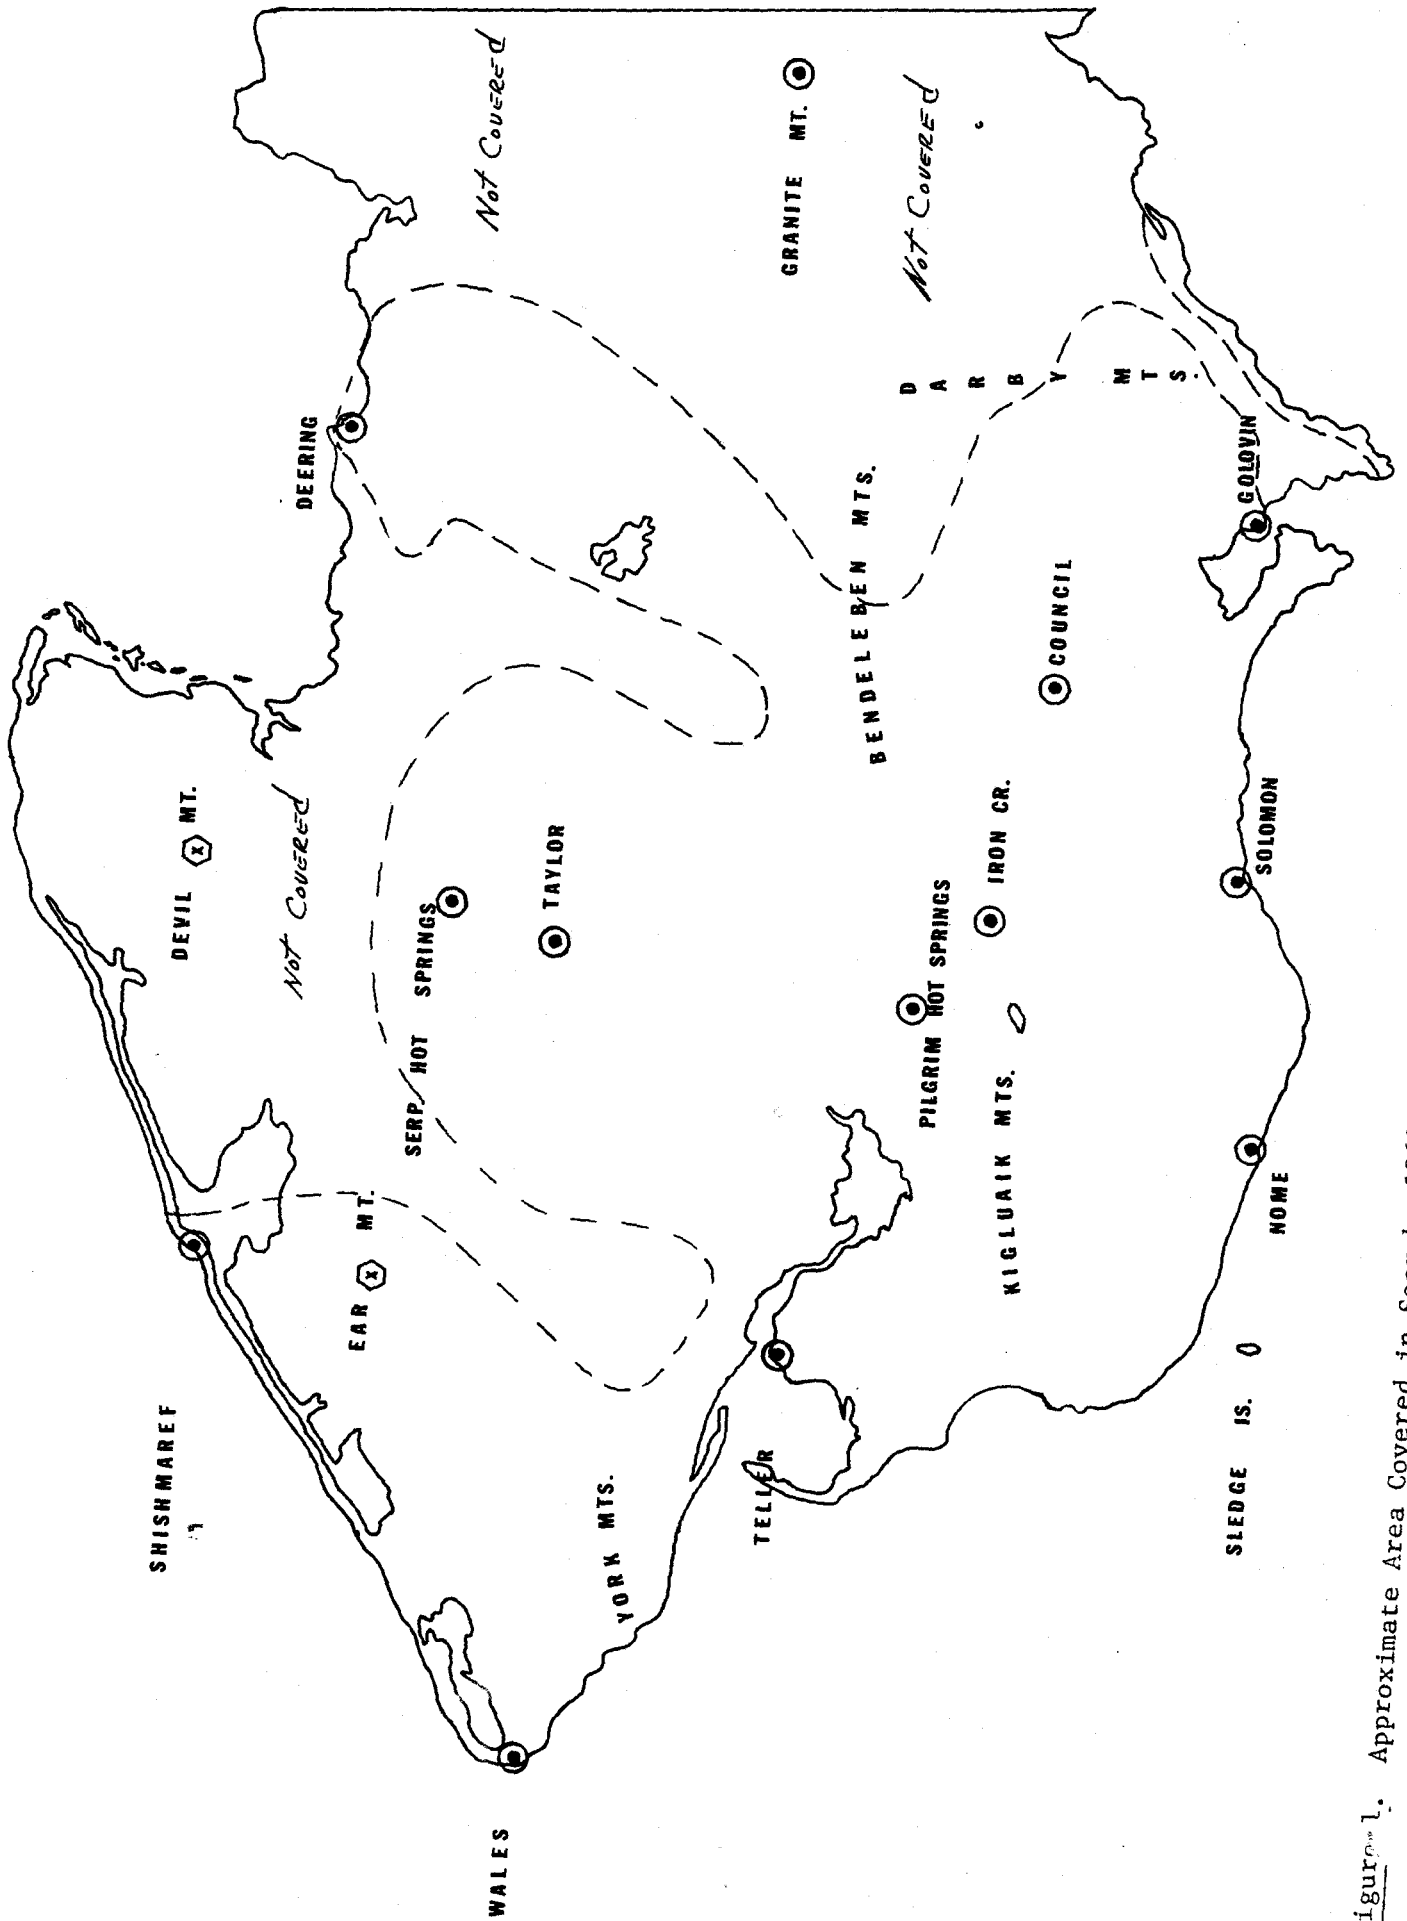 SHISHMAREF
DEVIL MT.
Not Covered
DEERING
Not Covered
EAR MT.
SERP. HOT SPRINGS
TAYLOR
WALES
YORK MTS.
TELLER
GRANITE MT.
Not Covered
BENDELEBEN MTS.
DARBY MTS.
PILGRIM HOT SPRINGS
IRON CR.
KIGLUAIK MTS.
COUNCIL
GOLOVIN
SOLOMON
NOME
SLEDGE IS.
igure 1. Approximate Area Covered in